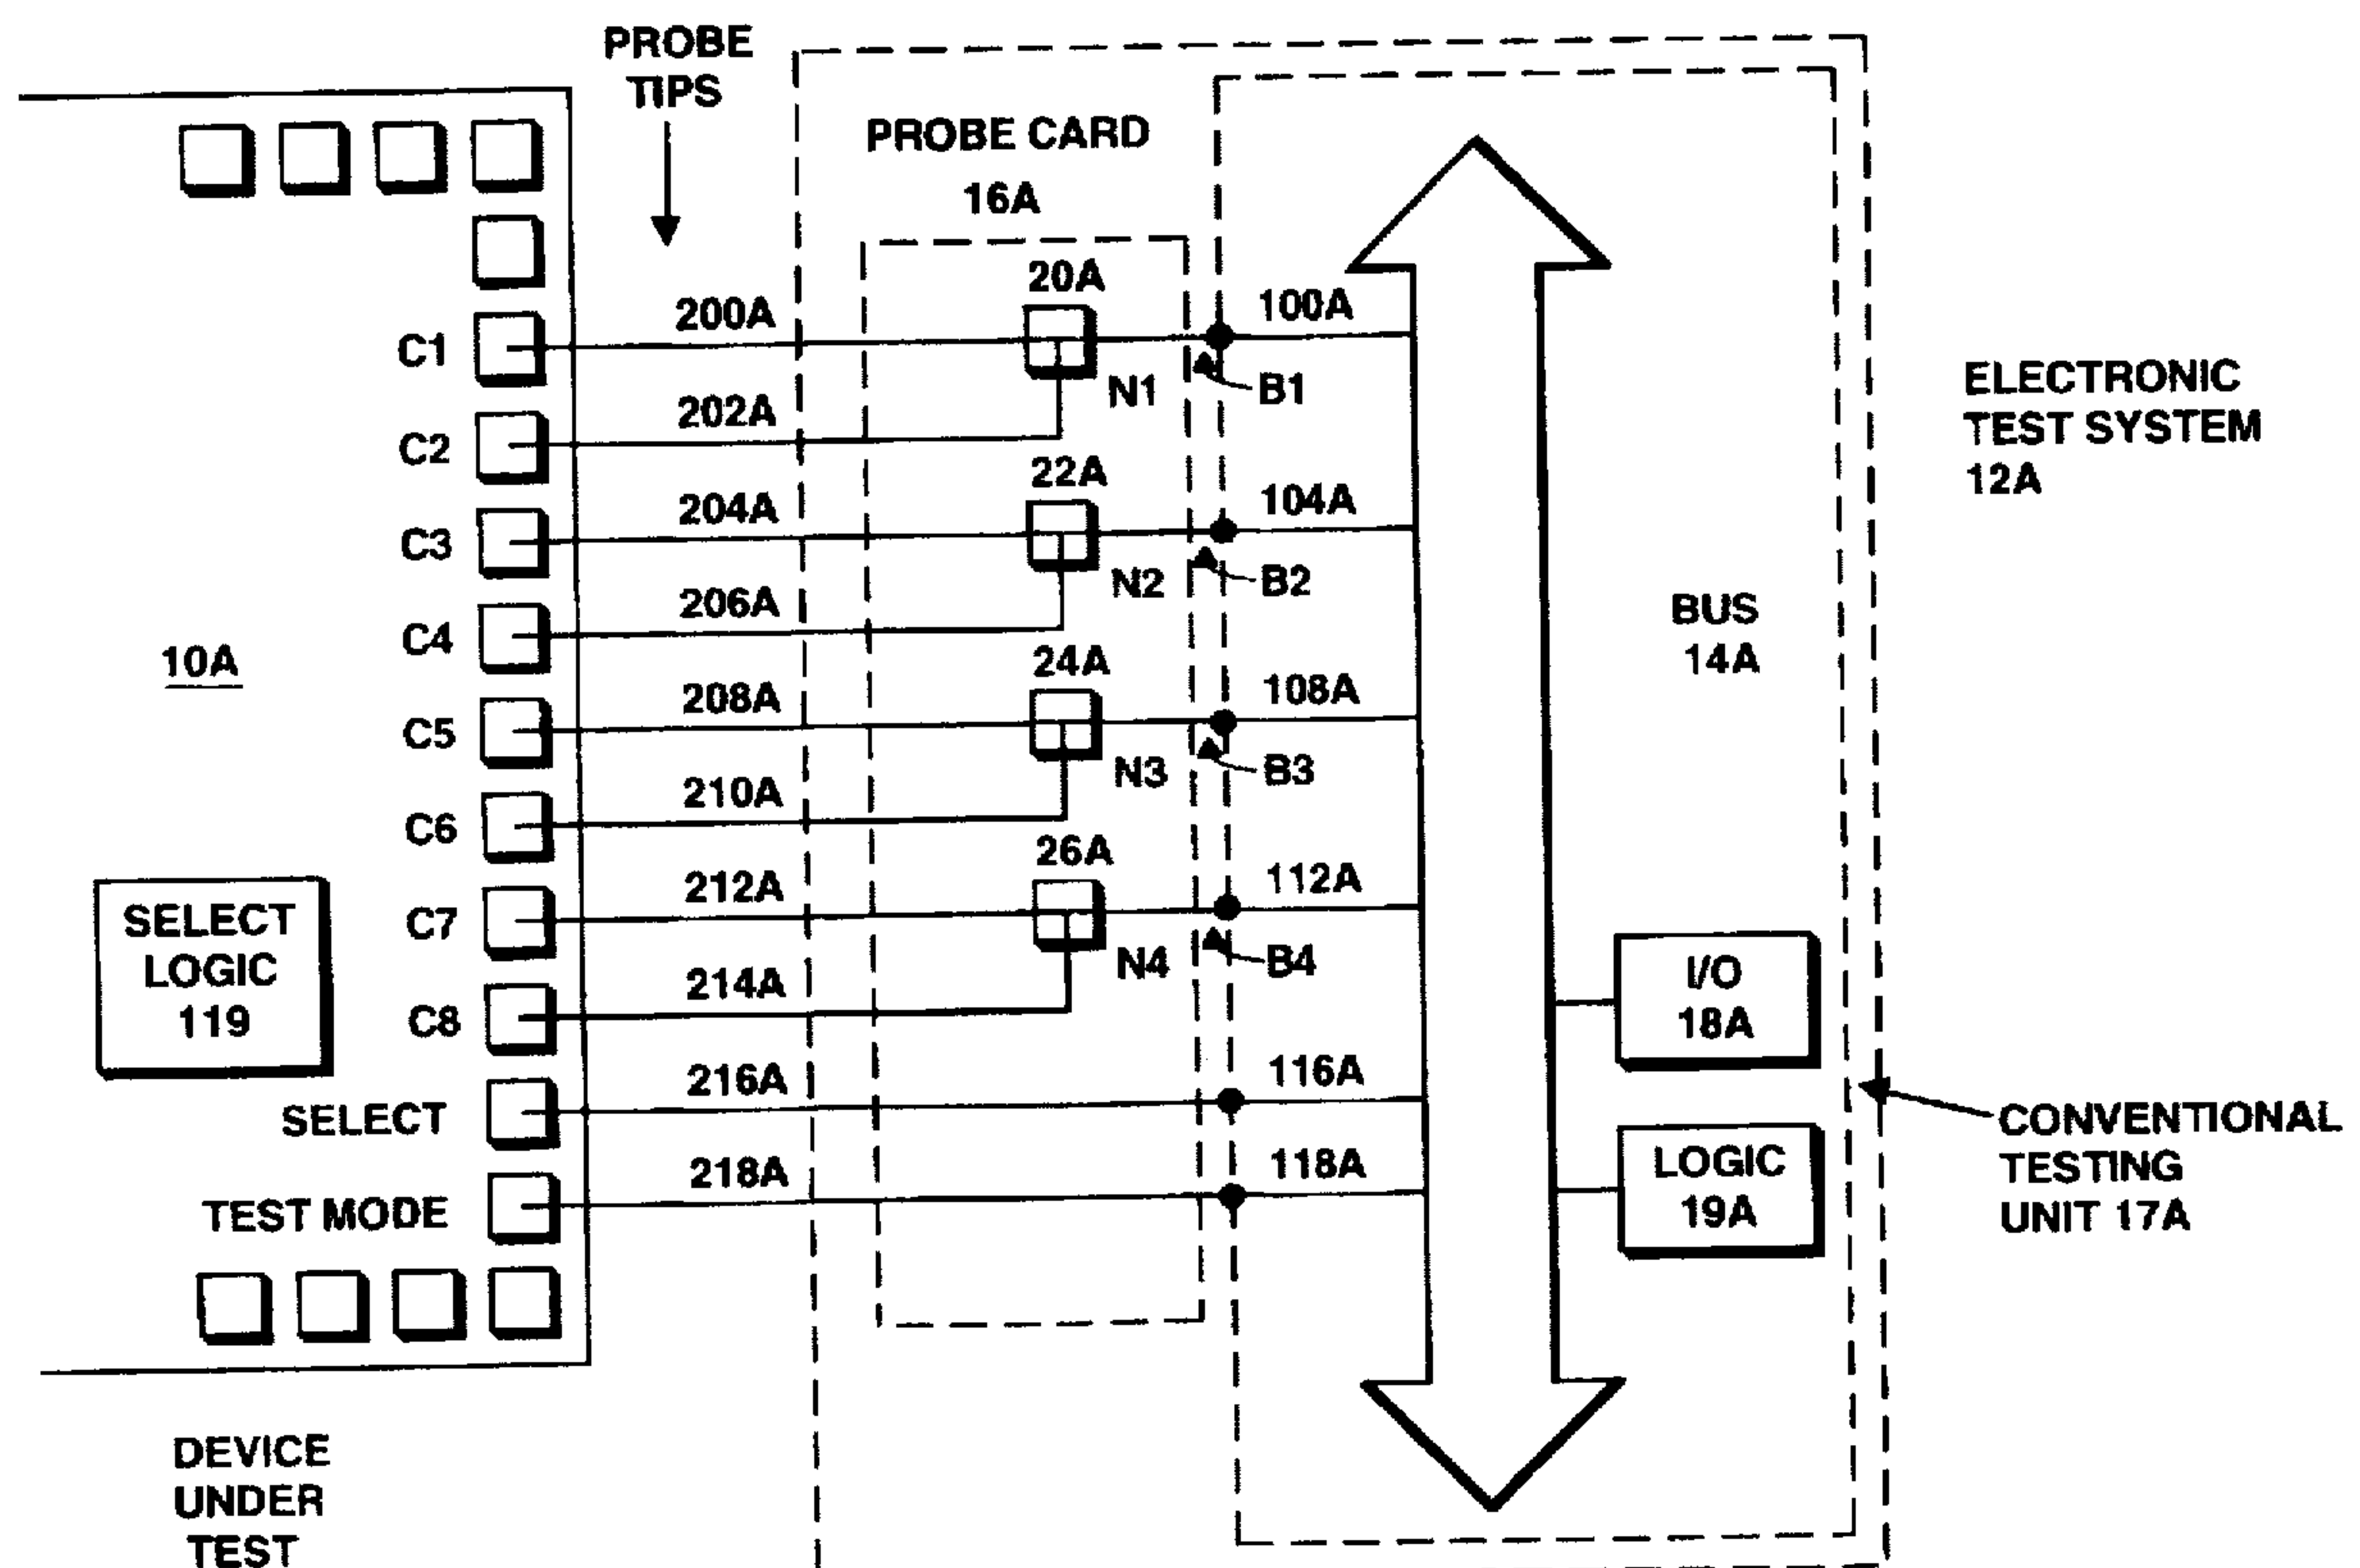 PROBE
TIPS
PROBE CARD
16A
20A
200A
100A
C1
N1
B1
202A
C2
22A
204A
104A
C3
N2
B2
206A
C4
24A
208A
108A
C5
N3
B3
210A
C6
26A
212A
112A
C7
N4
B4
214A
C8
216A
116A
SELECT
218A
118A
TEST MODE
10A
SELECT
LOGIC
119
DEVICE
UNDER
TEST
BUS
14A
I/O
18A
LOGIC
19A
ELECTRONIC
TEST SYSTEM
12A
CONVENTIONAL
TESTING
UNIT 17A